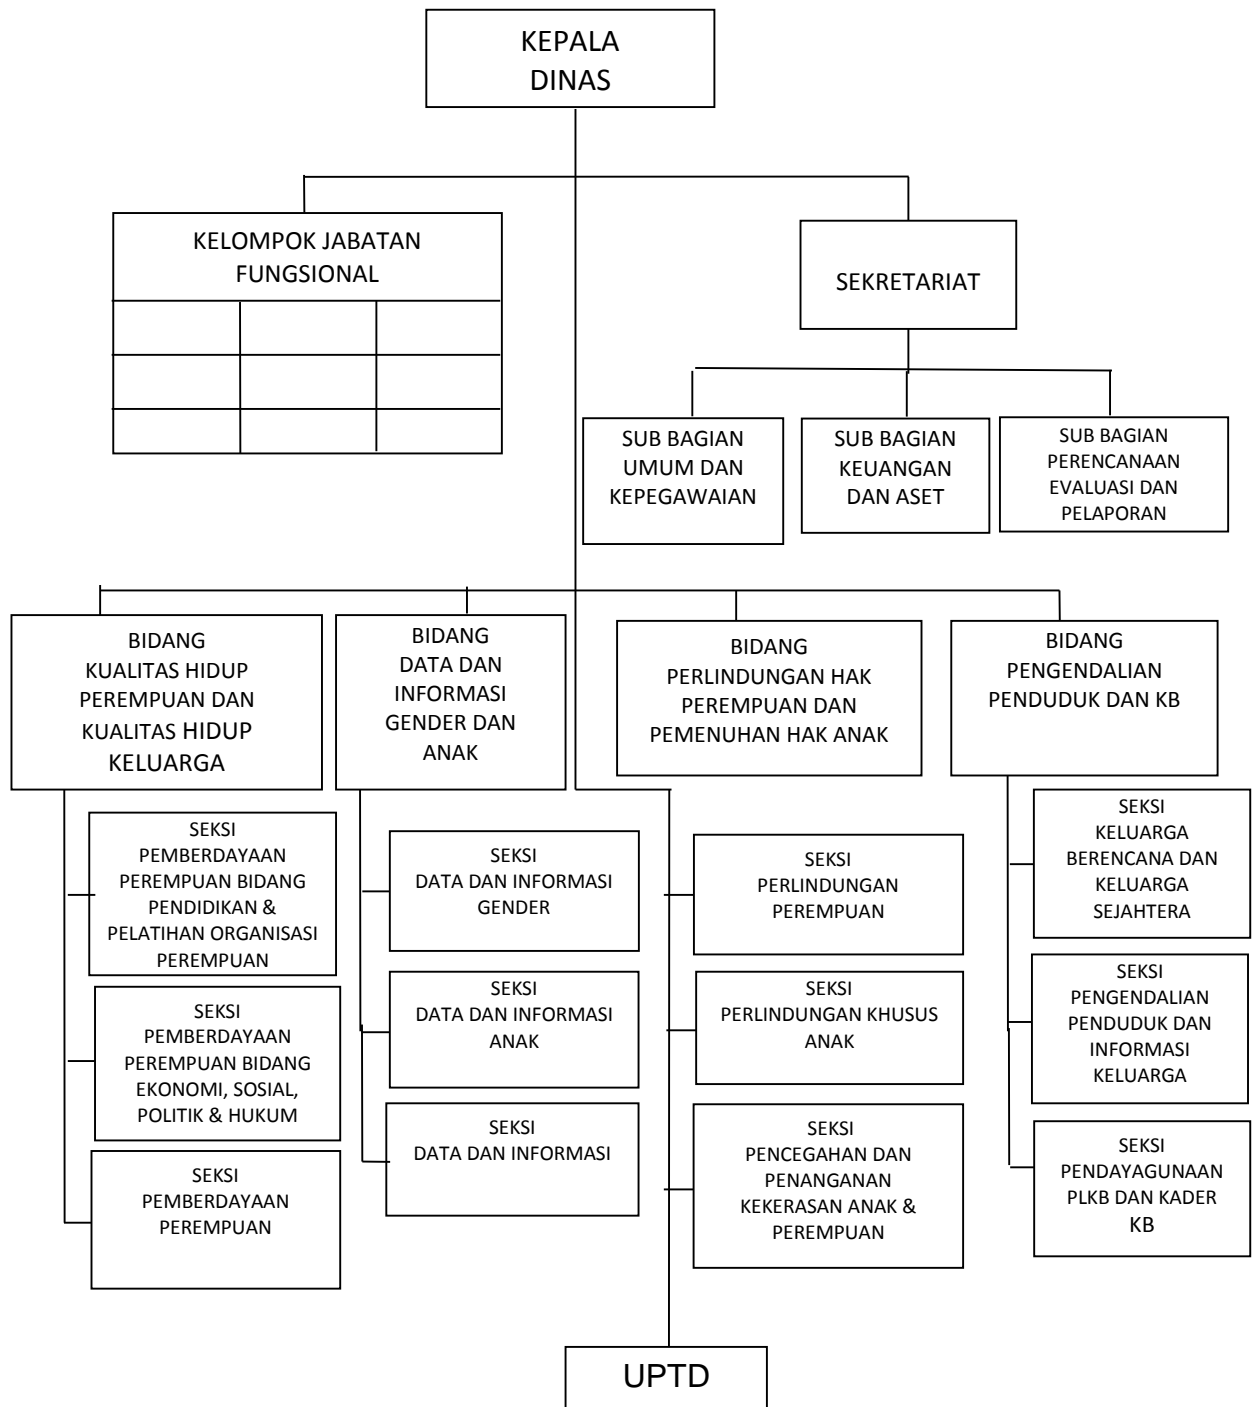 KEPALA
DINAS
KELOMPOK JABATAN
FUNGSIONAL
SEKRETARIAT
SUB BAGIAN
UMUM DAN
KEPEGAWAIAN
SUB BAGIAN
KEUANGAN
DAN ASET
SUB BAGIAN
PERENCANAAN
EVALUASI DAN
PELAPORAN
BIDANG
KUALITAS HIDUP
PEREMPUAN DAN
KUALITAS HIDUP
KELUARGA
BIDANG
DATA DAN
INFORMASI
GENDER DAN
ANAK
BIDANG
PERLINDUNGAN HAK
PEREMPUAN DAN
PEMENUHAN HAK ANAK
BIDANG
PENGENDALIAN
PENDUDUK DAN KB
SEKSI
PEMBERDAYAAN
PEREMPUAN BIDANG
PENDIDIKAN &
PELATIHAN ORGANISASI
PEREMPUAN
SEKSI
DATA DAN INFORMASI
GENDER
SEKSI
PERLINDUNGAN
PEREMPUAN
SEKSI
KELUARGA
BERENCANA DAN
KELUARGA
SEJAHTERA
SEKSI
PEMBERDAYAAN
PEREMPUAN BIDANG
EKONOMI, SOSIAL,
POLITIK & HUKUM
SEKSI
DATA DAN INFORMASI
ANAK
SEKSI
PERLINDUNGAN KHUSUS
ANAK
SEKSI
PENGENDALIAN
PENDUDUK DAN
INFORMASI
KELUARGA
SEKSI
PEMBERDAYAAN
PEREMPUAN
SEKSI
DATA DAN INFORMASI
SEKSI
PENCEGAHAN DAN
PENANGANAN
KEKERASAN ANAK &
PEREMPUAN
SEKSI
PENDAYAGUNAAN
PLKB DAN KADER
KB
UPTD